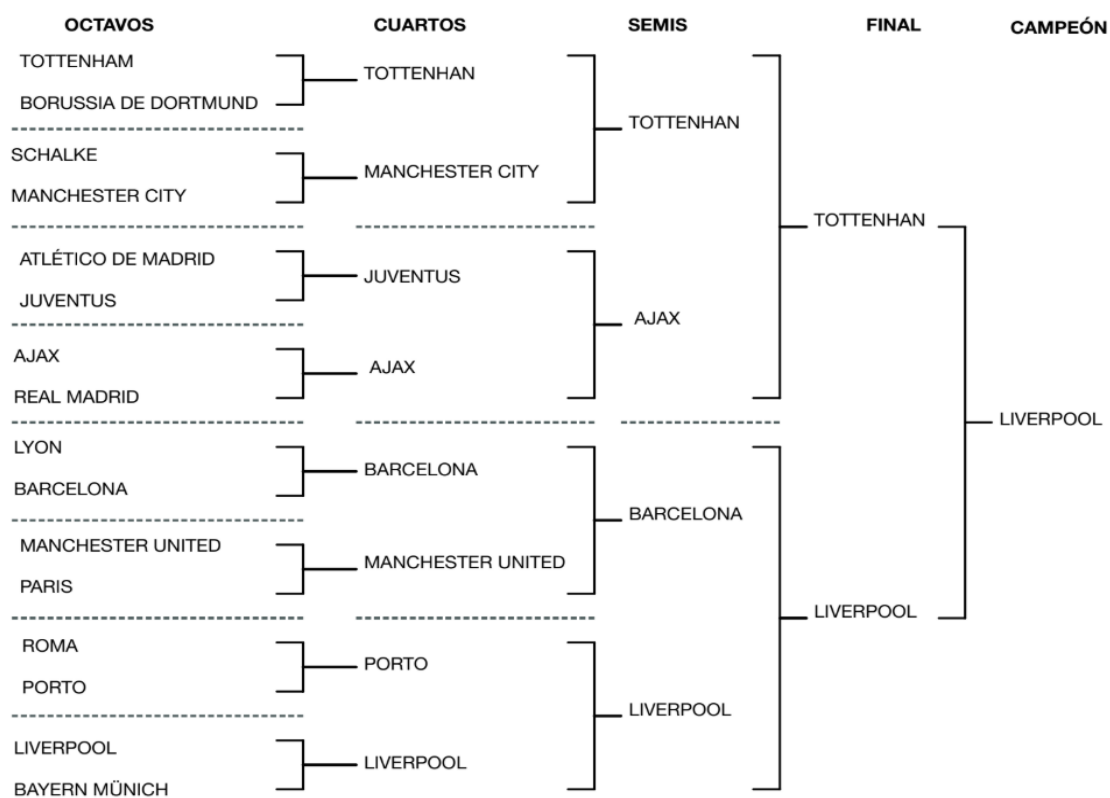 OCTAVOS
CUARTOS
SEMIS
FINAL
CAMPEÓN
TOTTENHAM
BORUSSIA DE DORTMUND
SCHALKE
MANCHESTER CITY
ATLÉTICO DE MADRID
JUVENTUS
AJAX
REAL MADRID
LYON
BARCELONA
MANCHESTER UNITED
PARIS
ROMA
PORTO
LIVERPOOL
BAYERN MÜNICH
TOTTENHAN
MANCHESTER CITY
JUVENTUS
AJAX
BARCELONA
MANCHESTER UNITED
PORTO
LIVERPOOL
TOTTENHAN
AJAX
BARCELONA
LIVERPOOL
TOTTENHAN
LIVERPOOL
LIVERPOOL